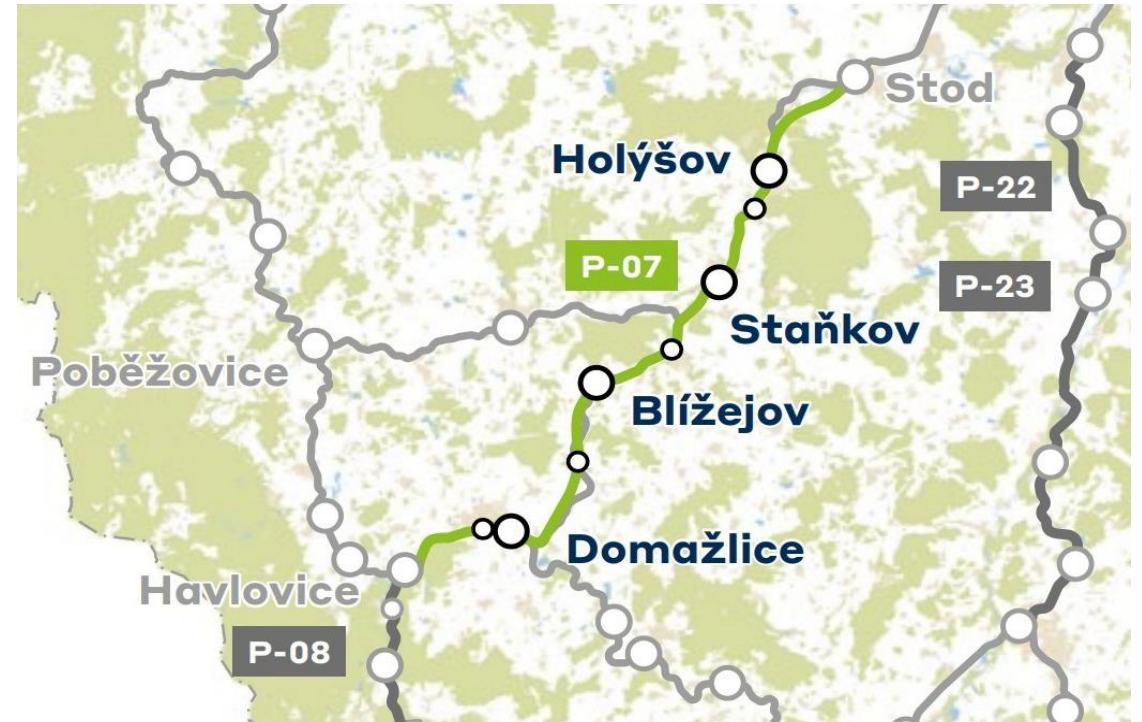 Stod
Holýšov
P-22
P-07
P-23
Staňkov
Poběžovice
Blížejov
Domažlice
Havlovice
P-08